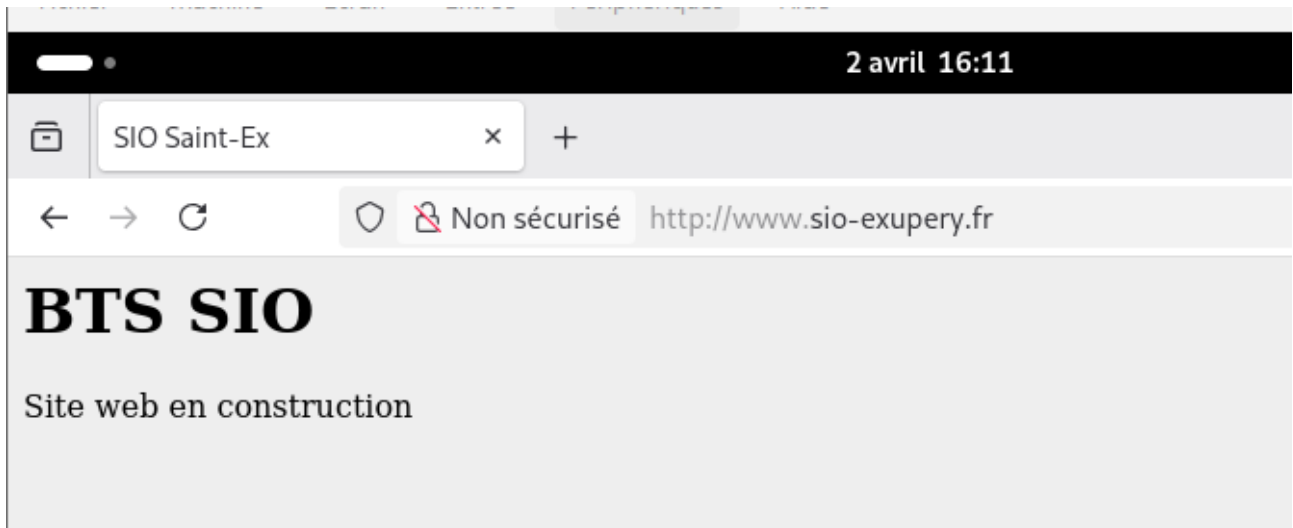 2 avril 16:11
SIO Saint-Ex
Non sécurisé http://www.sio-exupery.fr
BTS SIO
Site web en construction